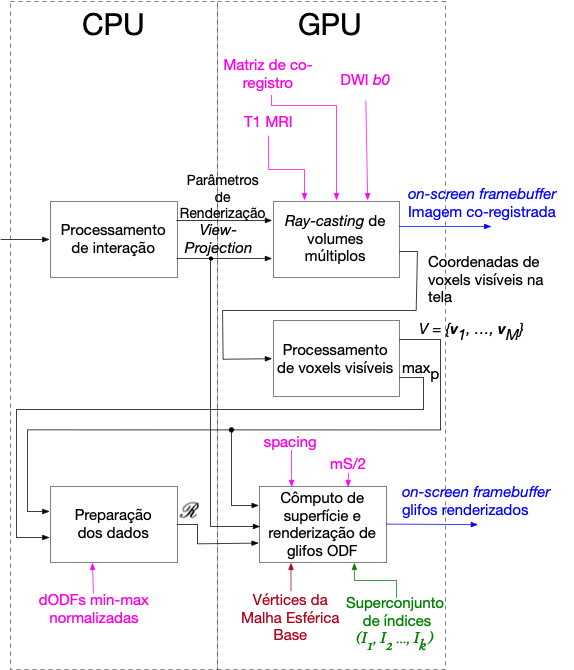 CPU
GPU
Matriz de co-
registro
DWI b0
T1 MRI
Parâmetros
de
Renderização
View-
Projection
on-screen framebuffer
Imagem co-registrada
Processamento
de interação
Ray-casting de
volumes
múltiplos
Coordenadas de
voxels visíveis na
tela
V = {v1, ..., vM}
Processamento
de voxels visíveis
maxp
spacing
mS/2
on-screen framebuffer
glifos renderizados
Preparação
dos dados
ℛ
Cômputo de
superfície e
renderização de
glifos ODF
dODFs min-max
normalizadas
Vértices da
Malha Esférica
Base
Superconjunto
de índices
(I1, I2 ..., Ik)